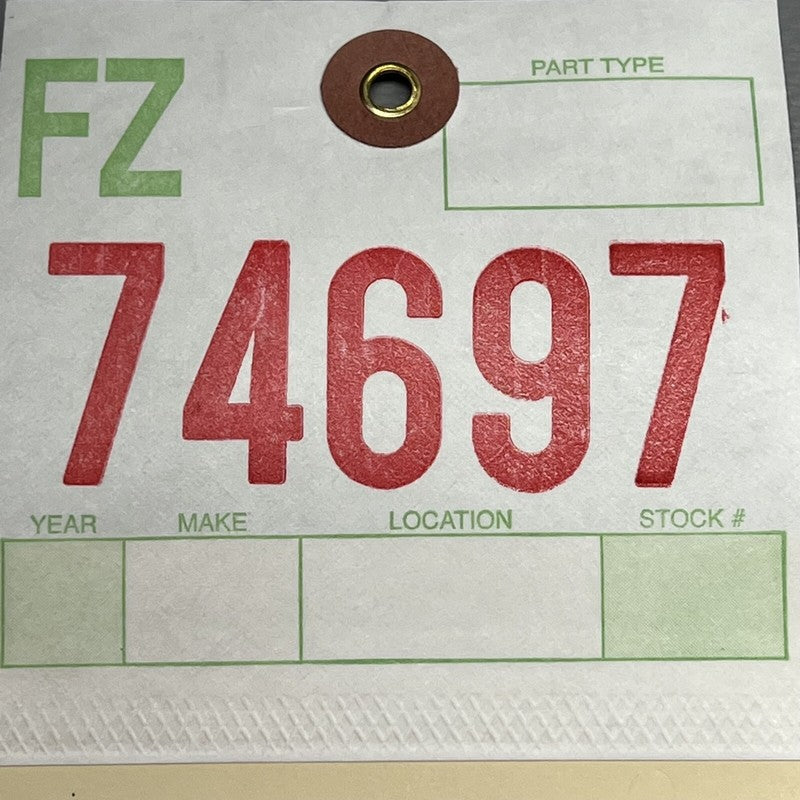 FZ
PART TYPE
74697
YEAR MAKE LOCATION STOCK #